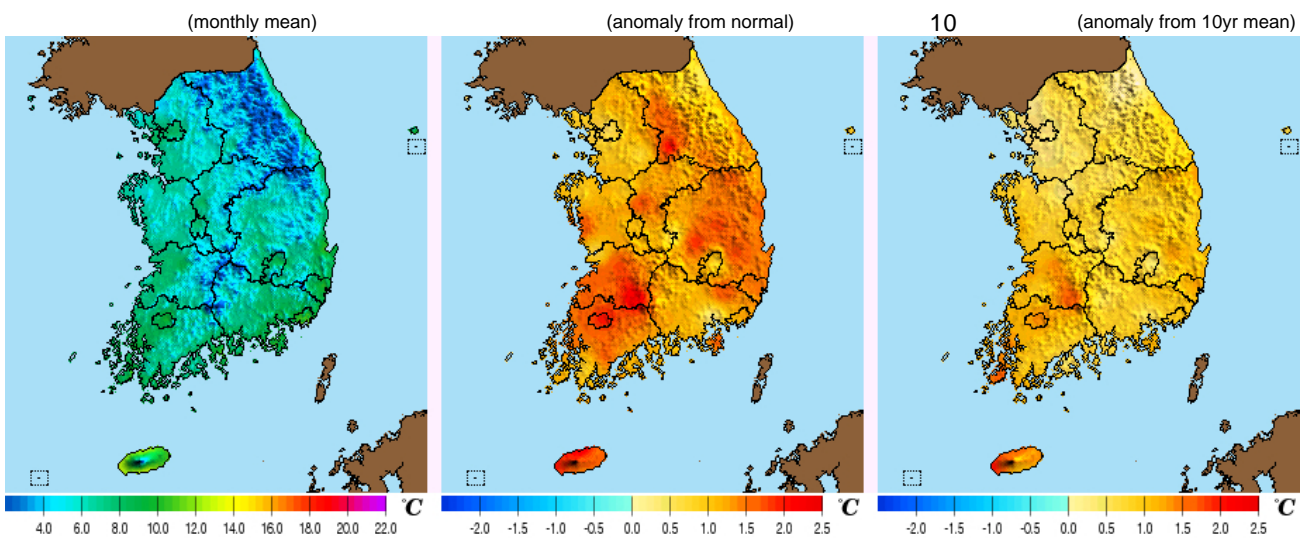 (monthly mean) (anomaly from normal) 10 (anomaly from 10yr mean)
4.0 6.0 8.0 10.0 12.0 14.0 16.0 18.0 20.0 22.0 °C
-2.0 -1.5 -1.0 -0.5 0.0 0.5 1.0 1.5 2.0 2.5 °C
-2.0 -1.5 -1.0 -0.5 0.0 0.5 1.0 1.5 2.0 2.5 °C